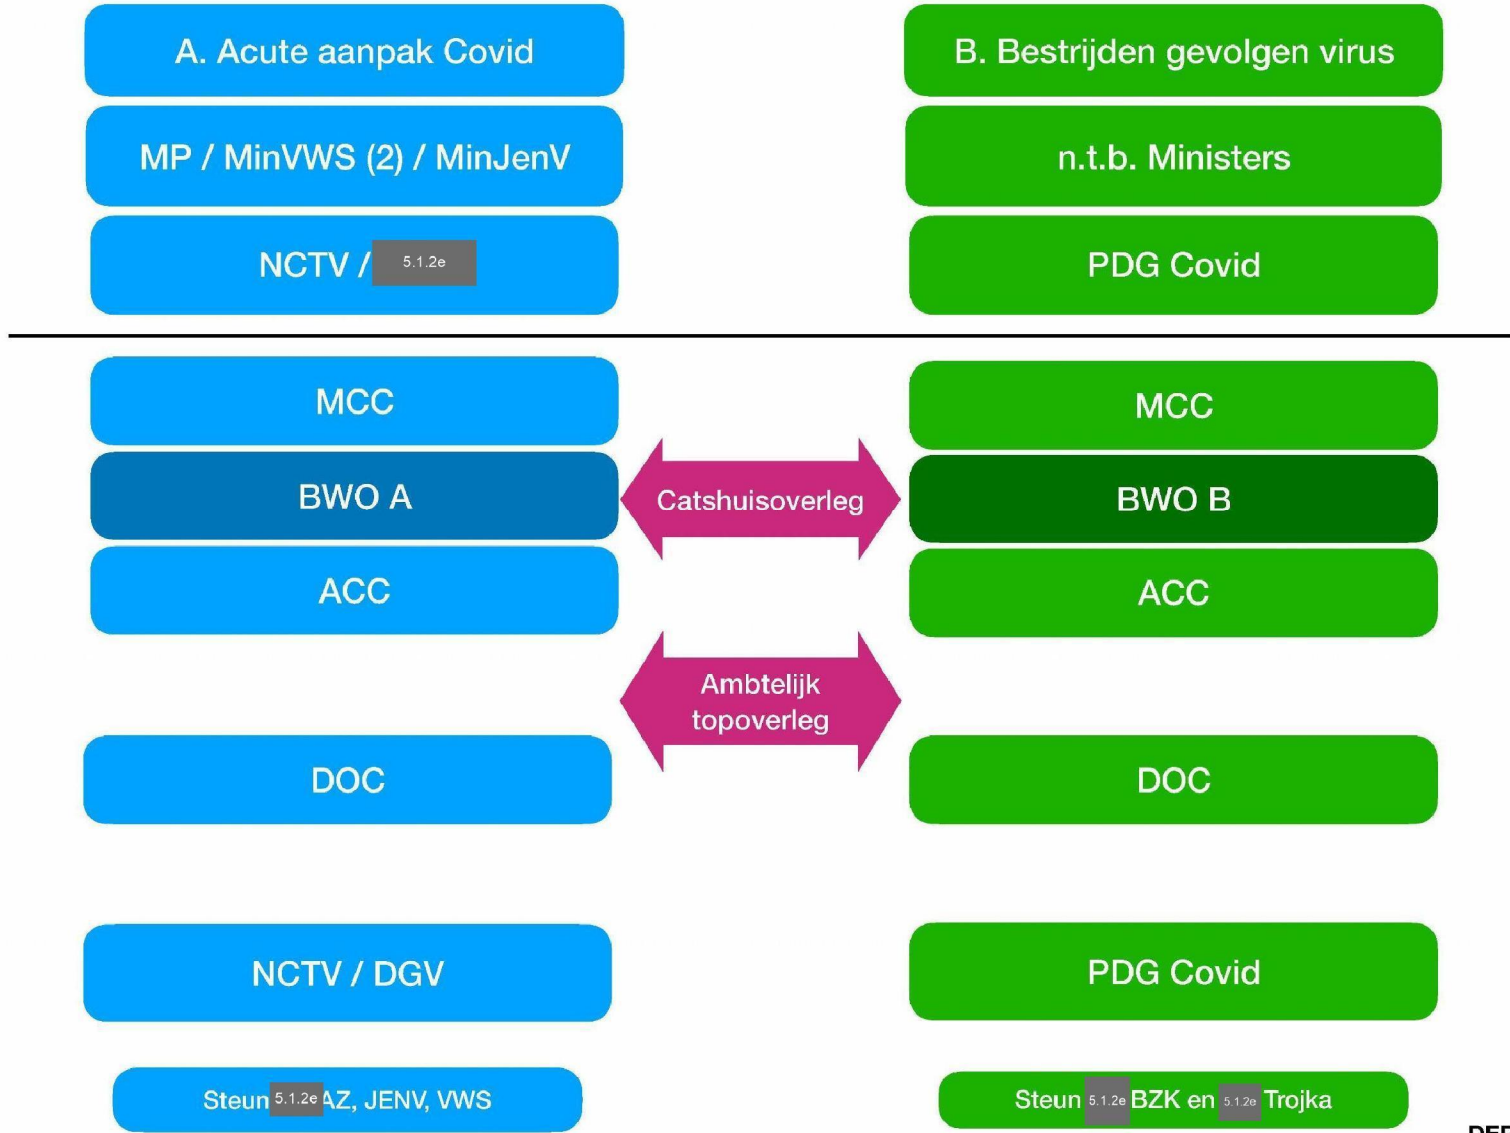 A. Acute aanpak Covid
MP / MinVWS (2) / MinJenV
NCTV / 5.1.2e
B. Bestrijden gevolgen virus
n.t.b. Ministers
PDG Covid
MCC
BWO A
ACC
DOC
NCTV / DGV
Steun 5.1.2e AZ, JENV, VWS
Catshuisoverleg
Ambtelijk
topoverleg
MCC
BWO B
ACC
DOC
PDG Covid
Steun 5.1.2e BZK en 5.1.2e Trojka